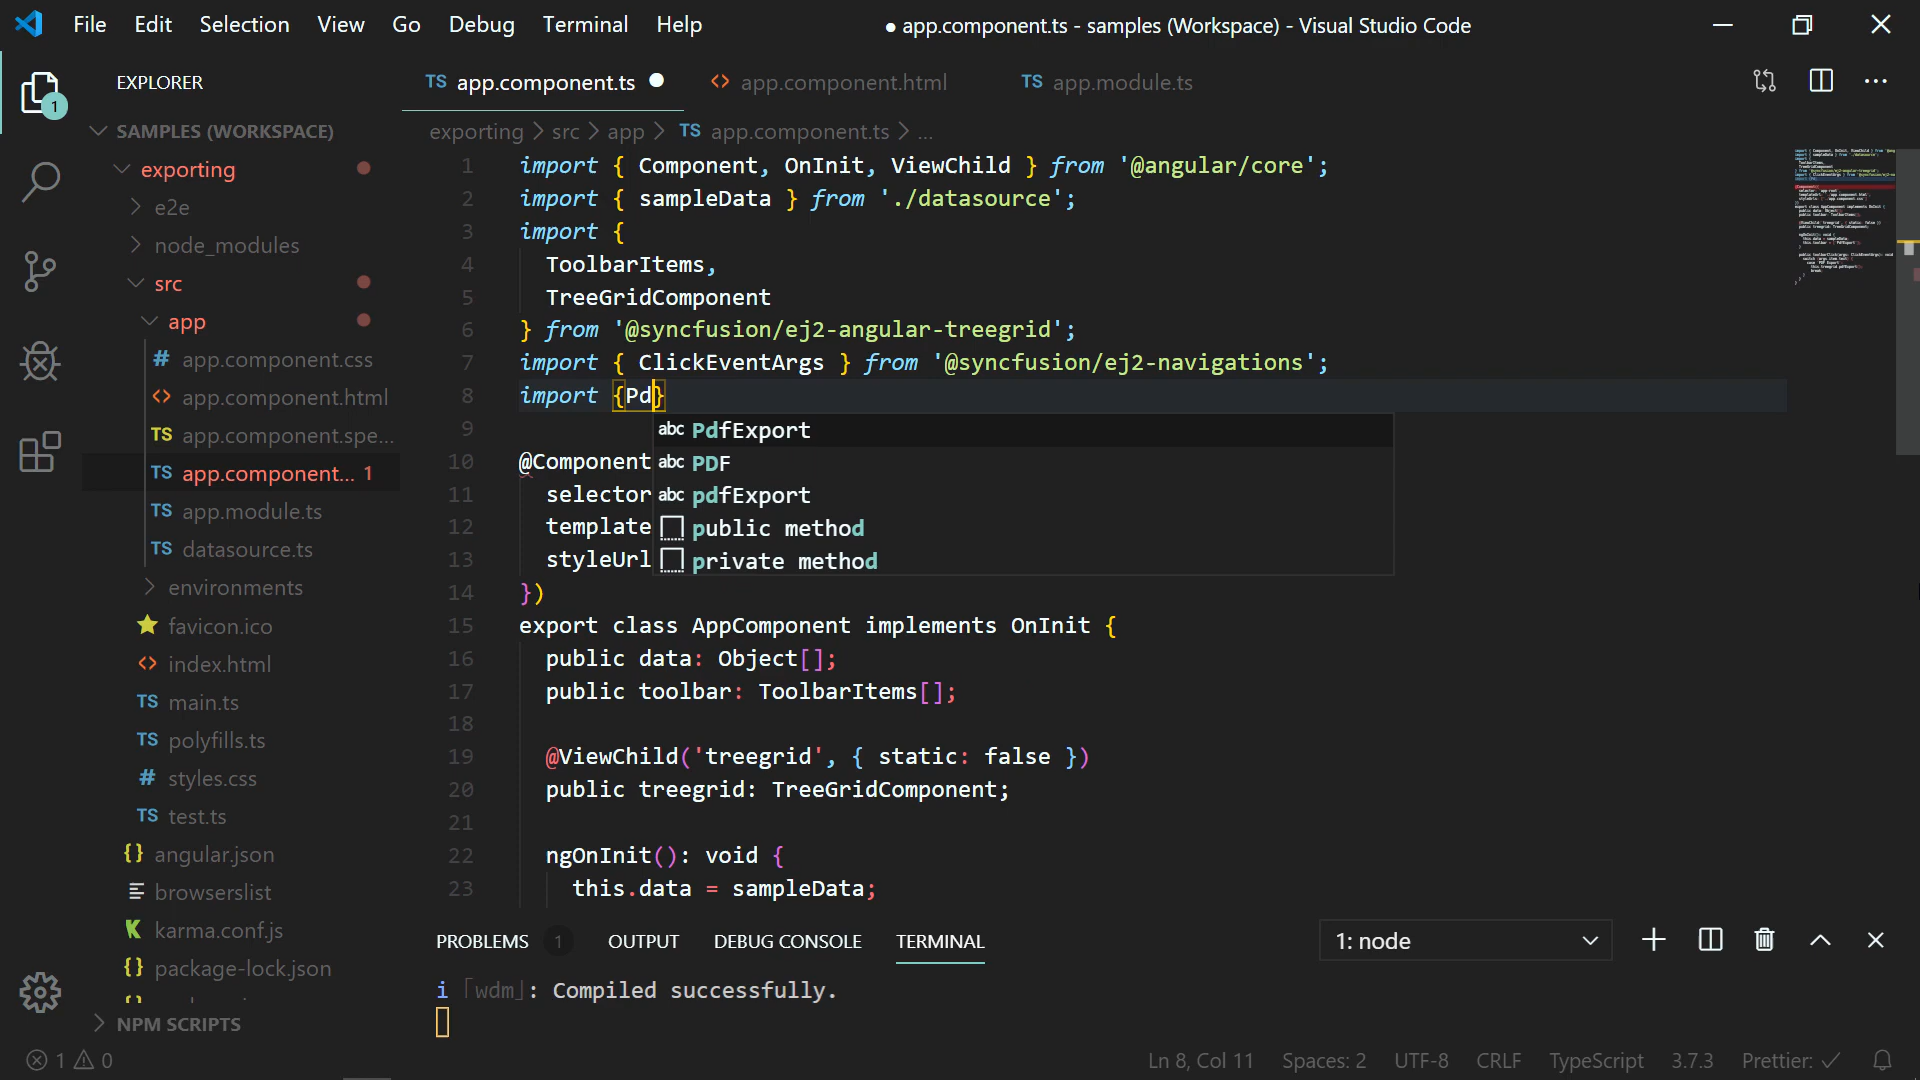 File Edit Selection View Go Debug Terminal Help
● app.component.ts - samples (Workspace) - Visual Studio Code
EXPLORER
1
SAMPLES (WORKSPACE)
exporting
e2e
node_modules
src
app
# app.component.css
<> app.component.html
TS app.component.spe...
TS app.component... 1
TS app.module.ts
TS datasource.ts
environments
favicon.ico
<> index.html
TS main.ts
TS polyfills.ts
# styles.css
TS test.ts
{} angular.json
browserslist
K karma.conf.js
{} package-lock.json
NPM SCRIPTS
TS app.component.ts ● <> app.component.html TS app.module.ts
exporting > src > app > TS app.component.ts > ...
1 import { Component, OnInit, ViewChild } from '@angular/core';
2 import { sampleData } from './datasource';
3 import {
4 ToolbarItems,
5 TreeGridComponent
6 } from '@syncfusion/ej2-angular-treegrid';
7 import { ClickEventArgs } from '@syncfusion/ej2-navigations';
8 import {Pd}
9
10 @Component
11 selector
12 template
13 styleUrl
14 })
15 export class AppComponent implements OnInit {
16 public data: Object[];
17 public toolbar: ToolbarItems[];
18
19 @ViewChild('treegrid', { static: false })
20 public treegrid: TreeGridComponent;
21
22 ngOnInit(): void {
23 this.data = sampleData;
abc PdfExport
abc PDF
abc pdfExport
public method
private method
PROBLEMS 1 OUTPUT DEBUG CONSOLE TERMINAL
1: node
i ｢wdm｣: Compiled successfully.
1 0
Ln 8, Col 11 Spaces: 2 UTF-8 CRLF TypeScript 3.7.3 Prettier: ✓